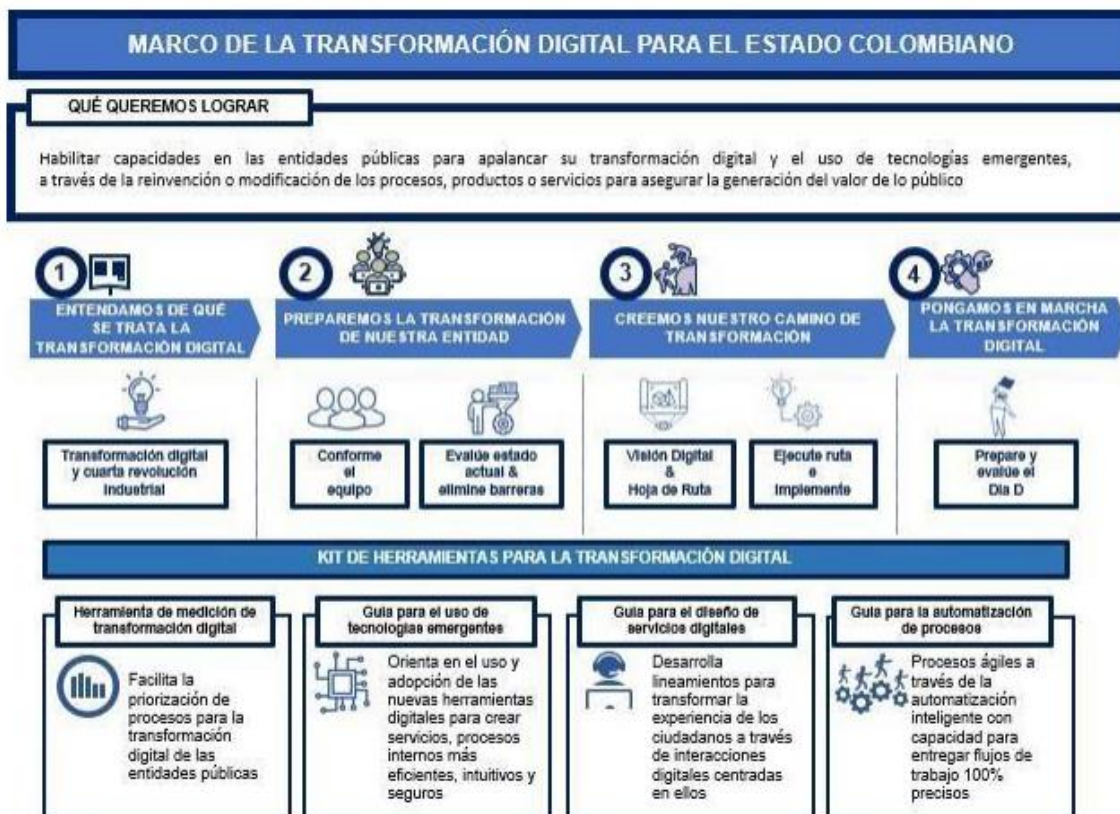 MARCO DE LA TRANSFORMACIÓN DIGITAL PARA EL ESTADO COLOMBIANO
QUÉ QUEREMOS LOGRAR
Habilitar capacidades en las entidades públicas para apalancar su transformación digital y el uso de tecnologías emergentes,
a través de la reinvención o modificación de los procesos, productos o servicios para asegurar la generación del valor de lo público
1
ENTENDAMOS DE QUÉ
SE TRATA LA
TRANSFORMACIÓN DIGITAL
2
PREPAREMOS LA TRANSFORMACIÓN
DE NUESTRA ENTIDAD
3
CREEMOS NUESTRO CAMINO DE
TRANSFORMACIÓN
4
PONGAMOS EN MARCHA
LA TRANSFORMACIÓN
DIGITAL
Transformación digital
y cuarta revolución
industrial
Conforme
el
equipo
Evalúe estado
actual &
elimine barreras
Visión Digital
&
Hoja de Ruta
Ejecute ruta
e
Implemente
Prepare y
evalúe el
Día D
KIT DE HERRAMIENTAS PARA LA TRANSFORMACIÓN DIGITAL
Herramienta de medición de
transformación digital
Facilita la
priorización de
procesos para la
transformación
digital de las
entidades públicas
Guía para el uso de
tecnologías emergentes
Orienta en el uso y
adopción de las
nuevas herramientas
digitales para crear
servicios, procesos
internos más
eficientes, intuitivos y
seguros
Guía para el diseño de
servicios digitales
Desarrolla
lineamientos para
transformar la
experiencia de los
ciudadanos a través
de interacciones
digitales centradas
en ellos
Guía para la automatización
de procesos
Procesos ágiles a
través de la
automatización
inteligente con
capacidad para
entregar flujos de
trabajo 100%
precisos